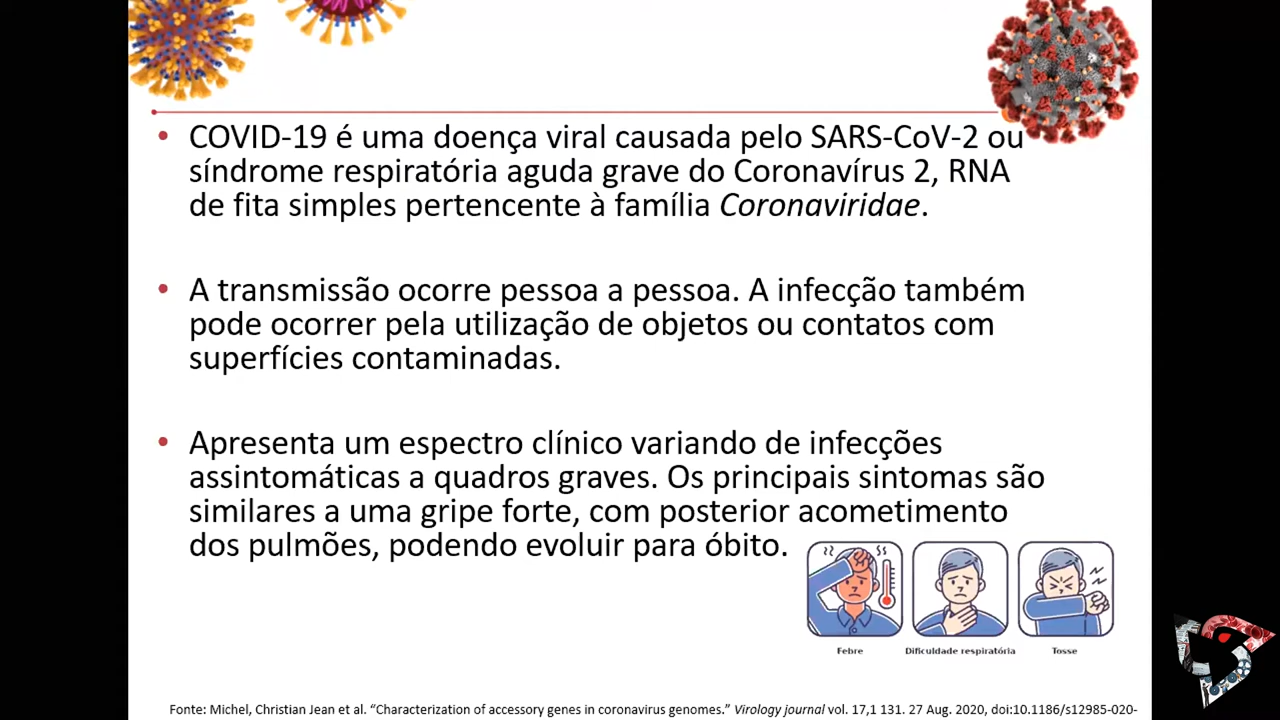 • COVID-19 é uma doença viral causada pelo SARS-CoV-2 ou
síndrome respiratória aguda grave do Coronavírus 2, RNA
de fita simples pertencente à família Coronaviridae.
• A transmissão ocorre pessoa a pessoa. A infecção também
pode ocorrer pela utilização de objetos ou contatos com
superfícies contaminadas.
• Apresenta um espectro clínico variando de infecções
assintomáticas a quadros graves. Os principais sintomas são
similares a uma gripe forte, com posterior acometimento
dos pulmões, podendo evoluir para óbito.
Febre
Dificuldade respiratória
Tosse
Fonte: Michel, Christian Jean et al. “Characterization of accessory genes in coronavirus genomes.” Virology journal vol. 17,1 131. 27 Aug. 2020, doi:10.1186/s12985-020-